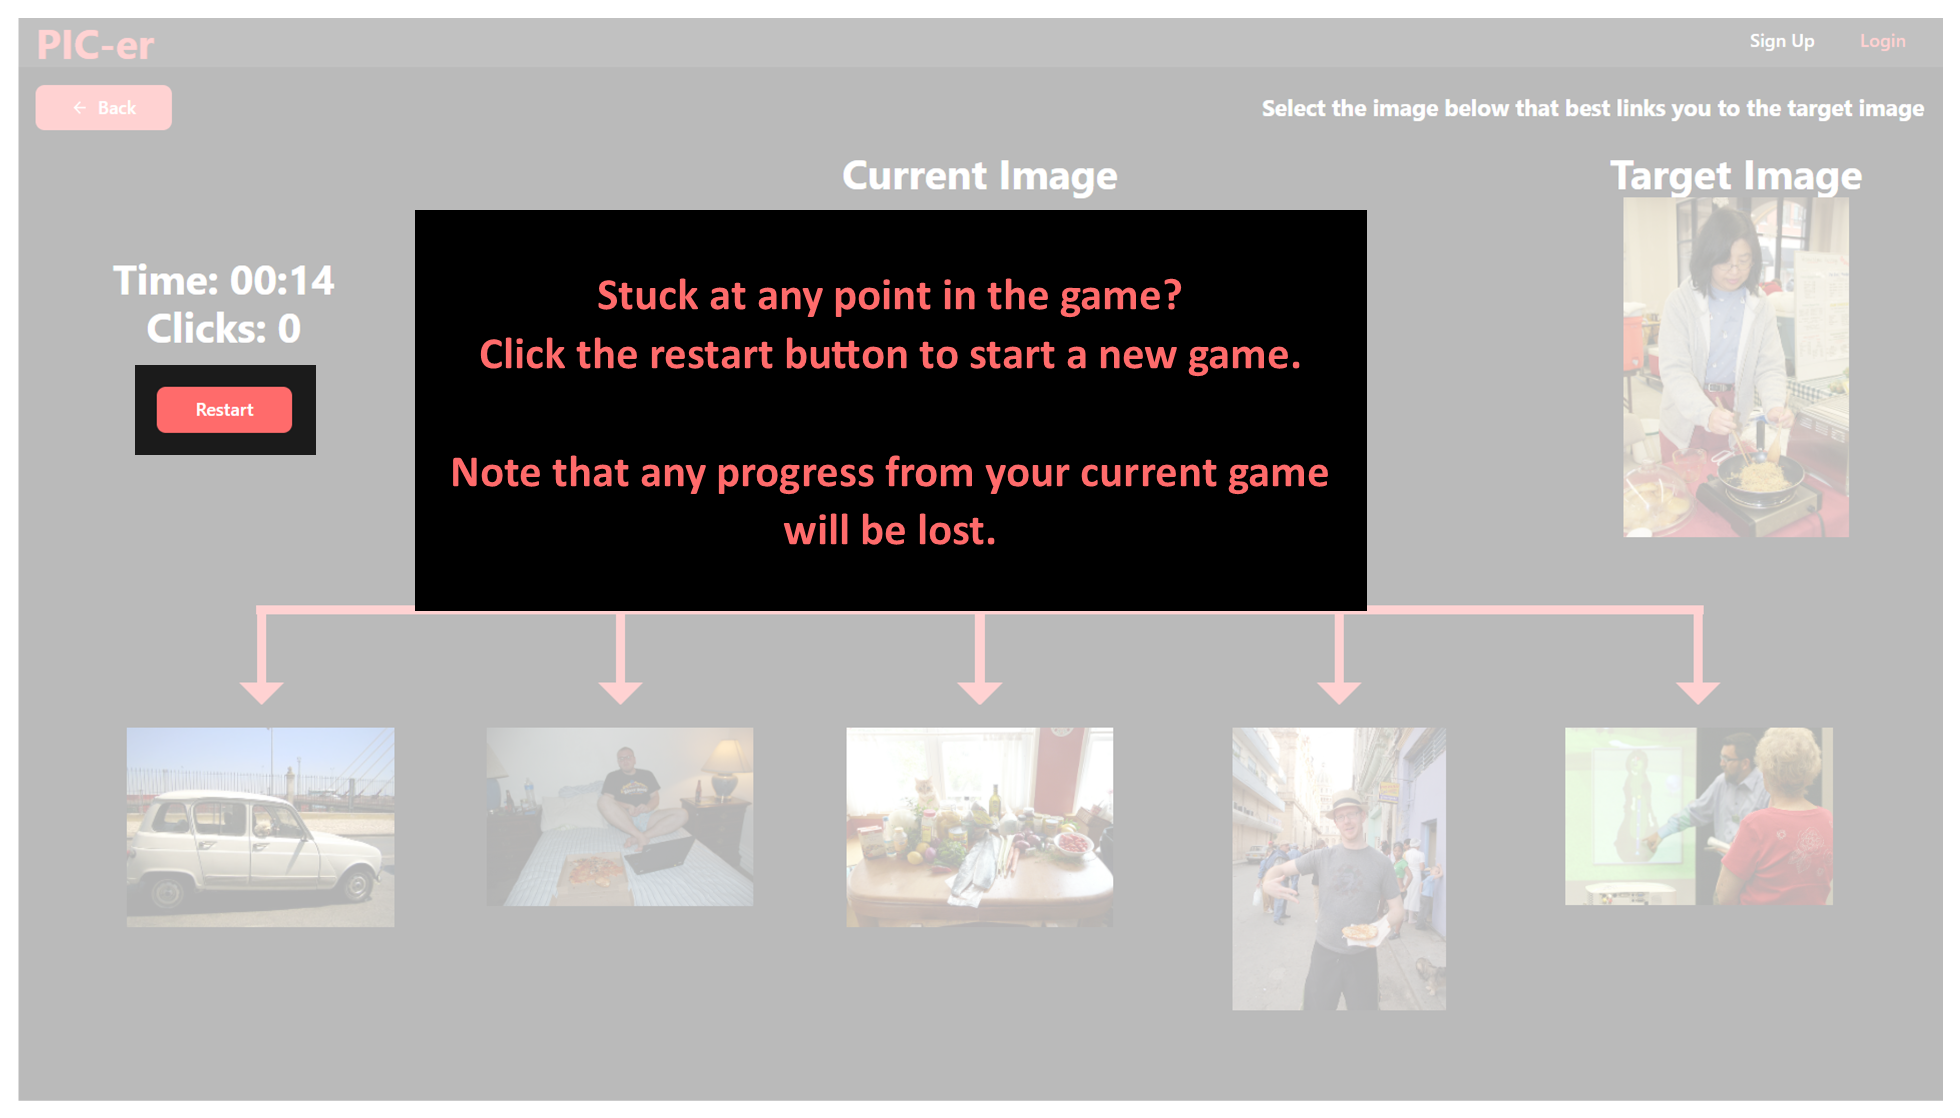 PIC-er
Sign Up
Login
← Back
Select the image below that best links you to the target image
Current Image
Target Image
Time: 00:14
Clicks: 0
Restart
Stuck at any point in the game?
Click the restart button to start a new game.
Note that any progress from your current game
will be lost.